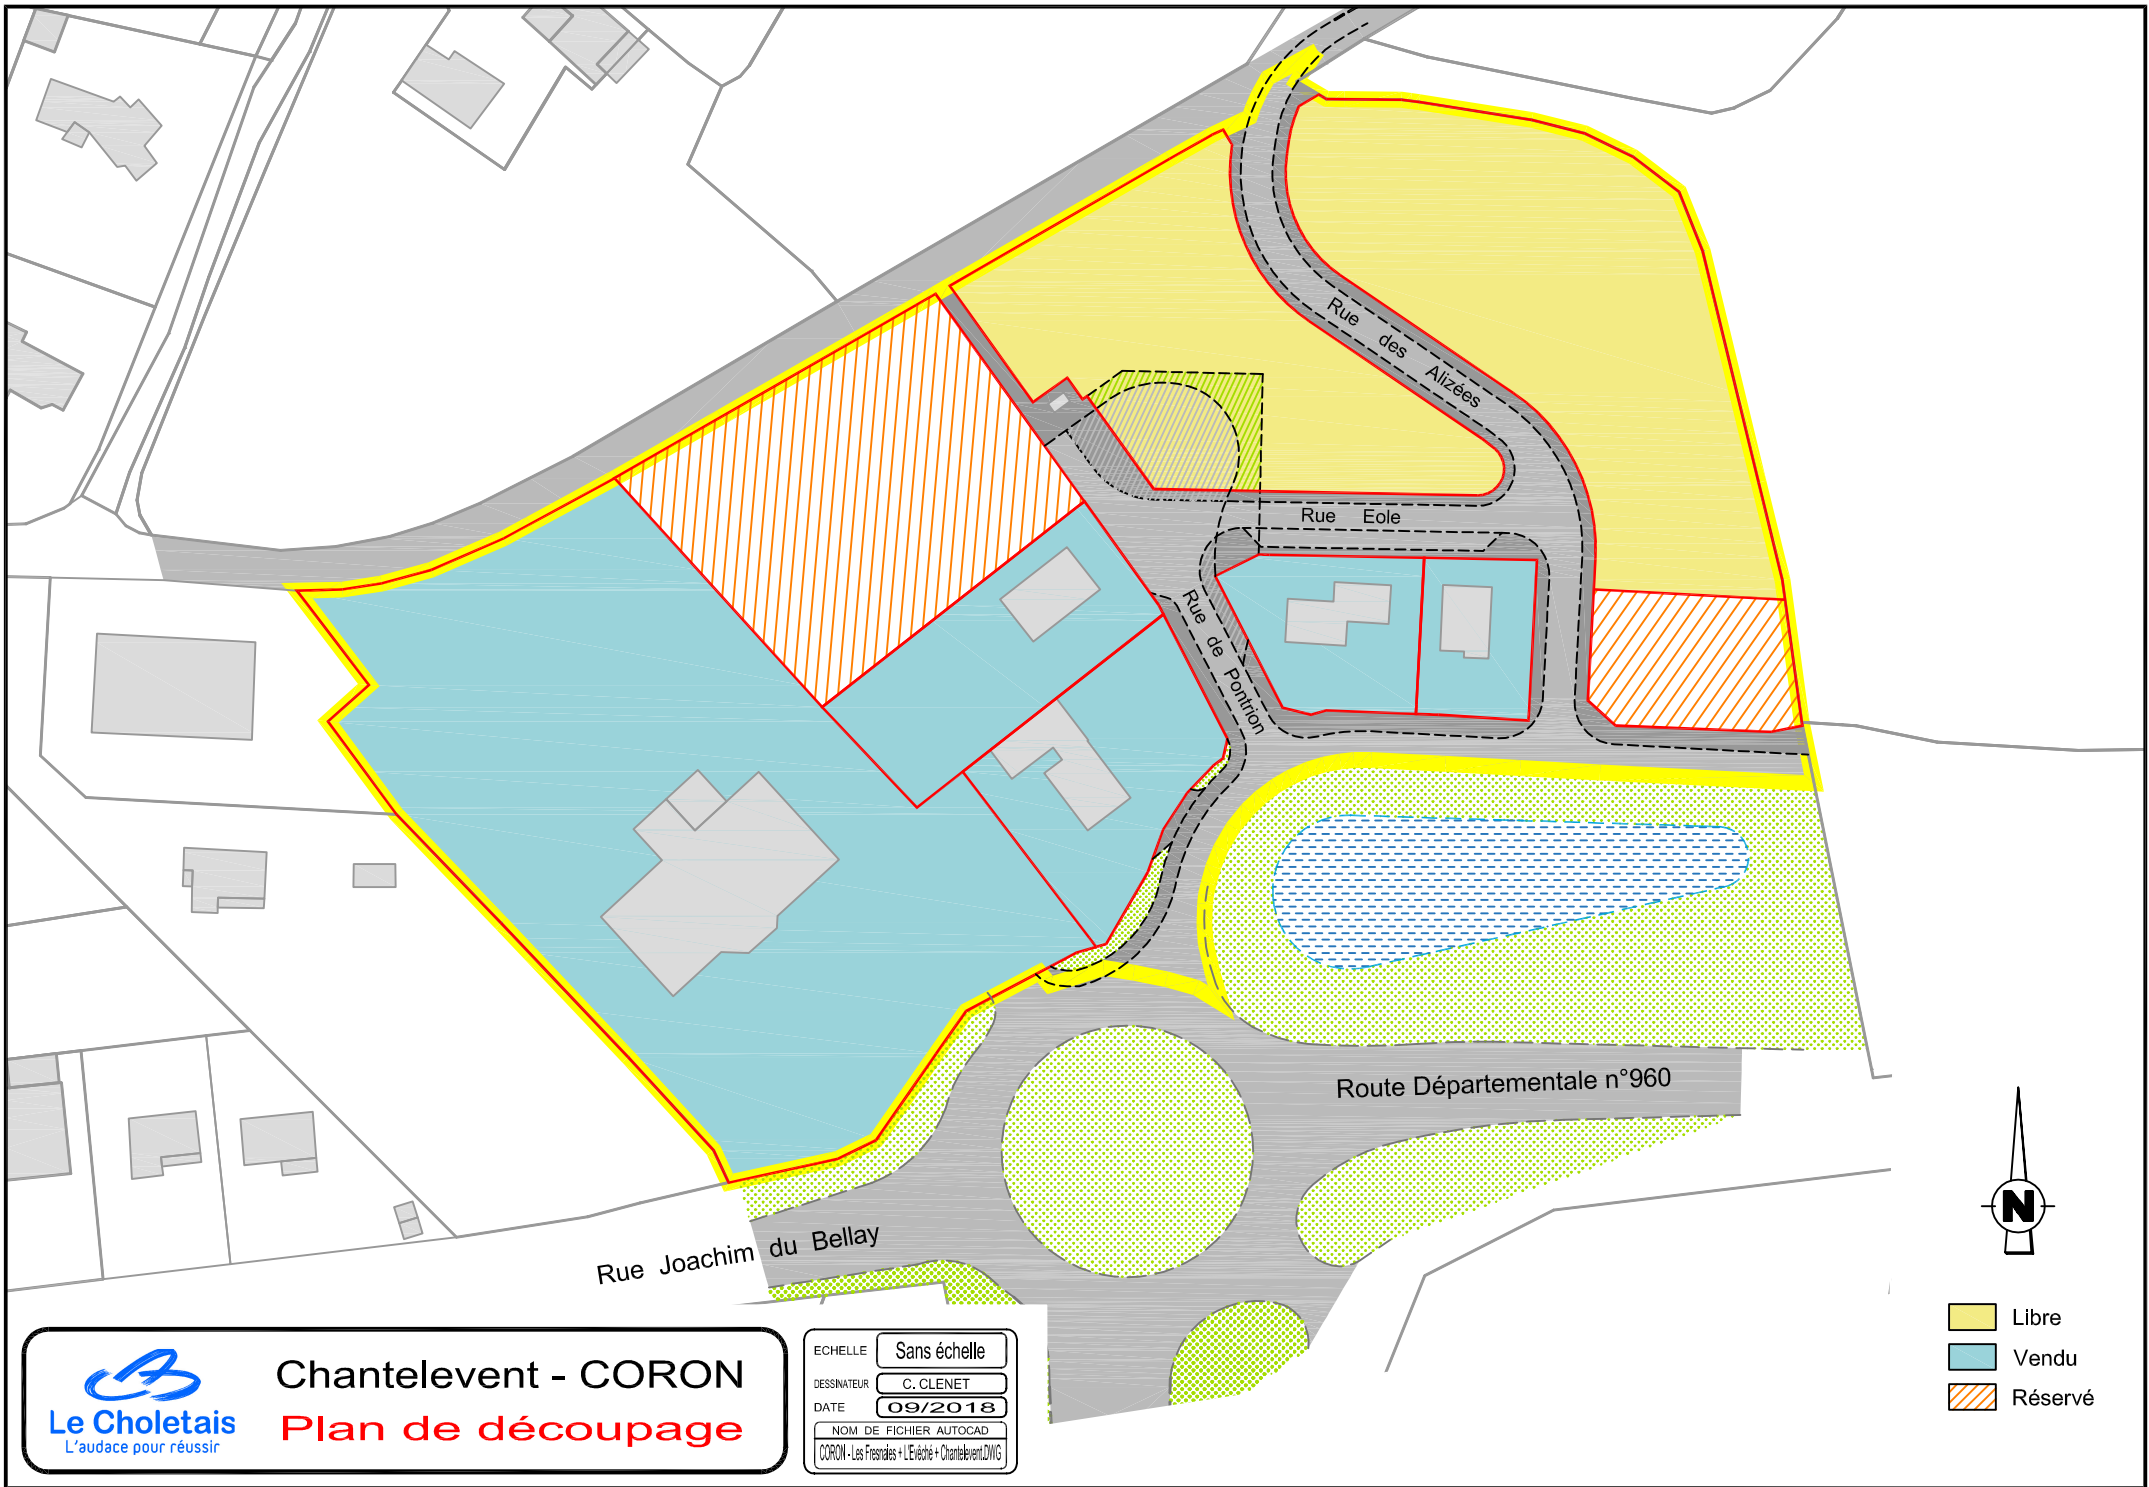 Rue des Alizées
Rue Eole
Rue de Pontrion
Route Départementale n°960
Rue Joachim du Bellay
N
Libre
Vendu
Réservé
Le Choletais
L'audace pour réussir
Chantelevent - CORON
Plan de découpage
ECHELLE Sans échelle
DESSINATEUR C. CLENET
DATE 09/2018
NOM DE FICHIER AUTOCAD
CORON - Les Fresnaies + L'Evêché + Chantelevent.DWG